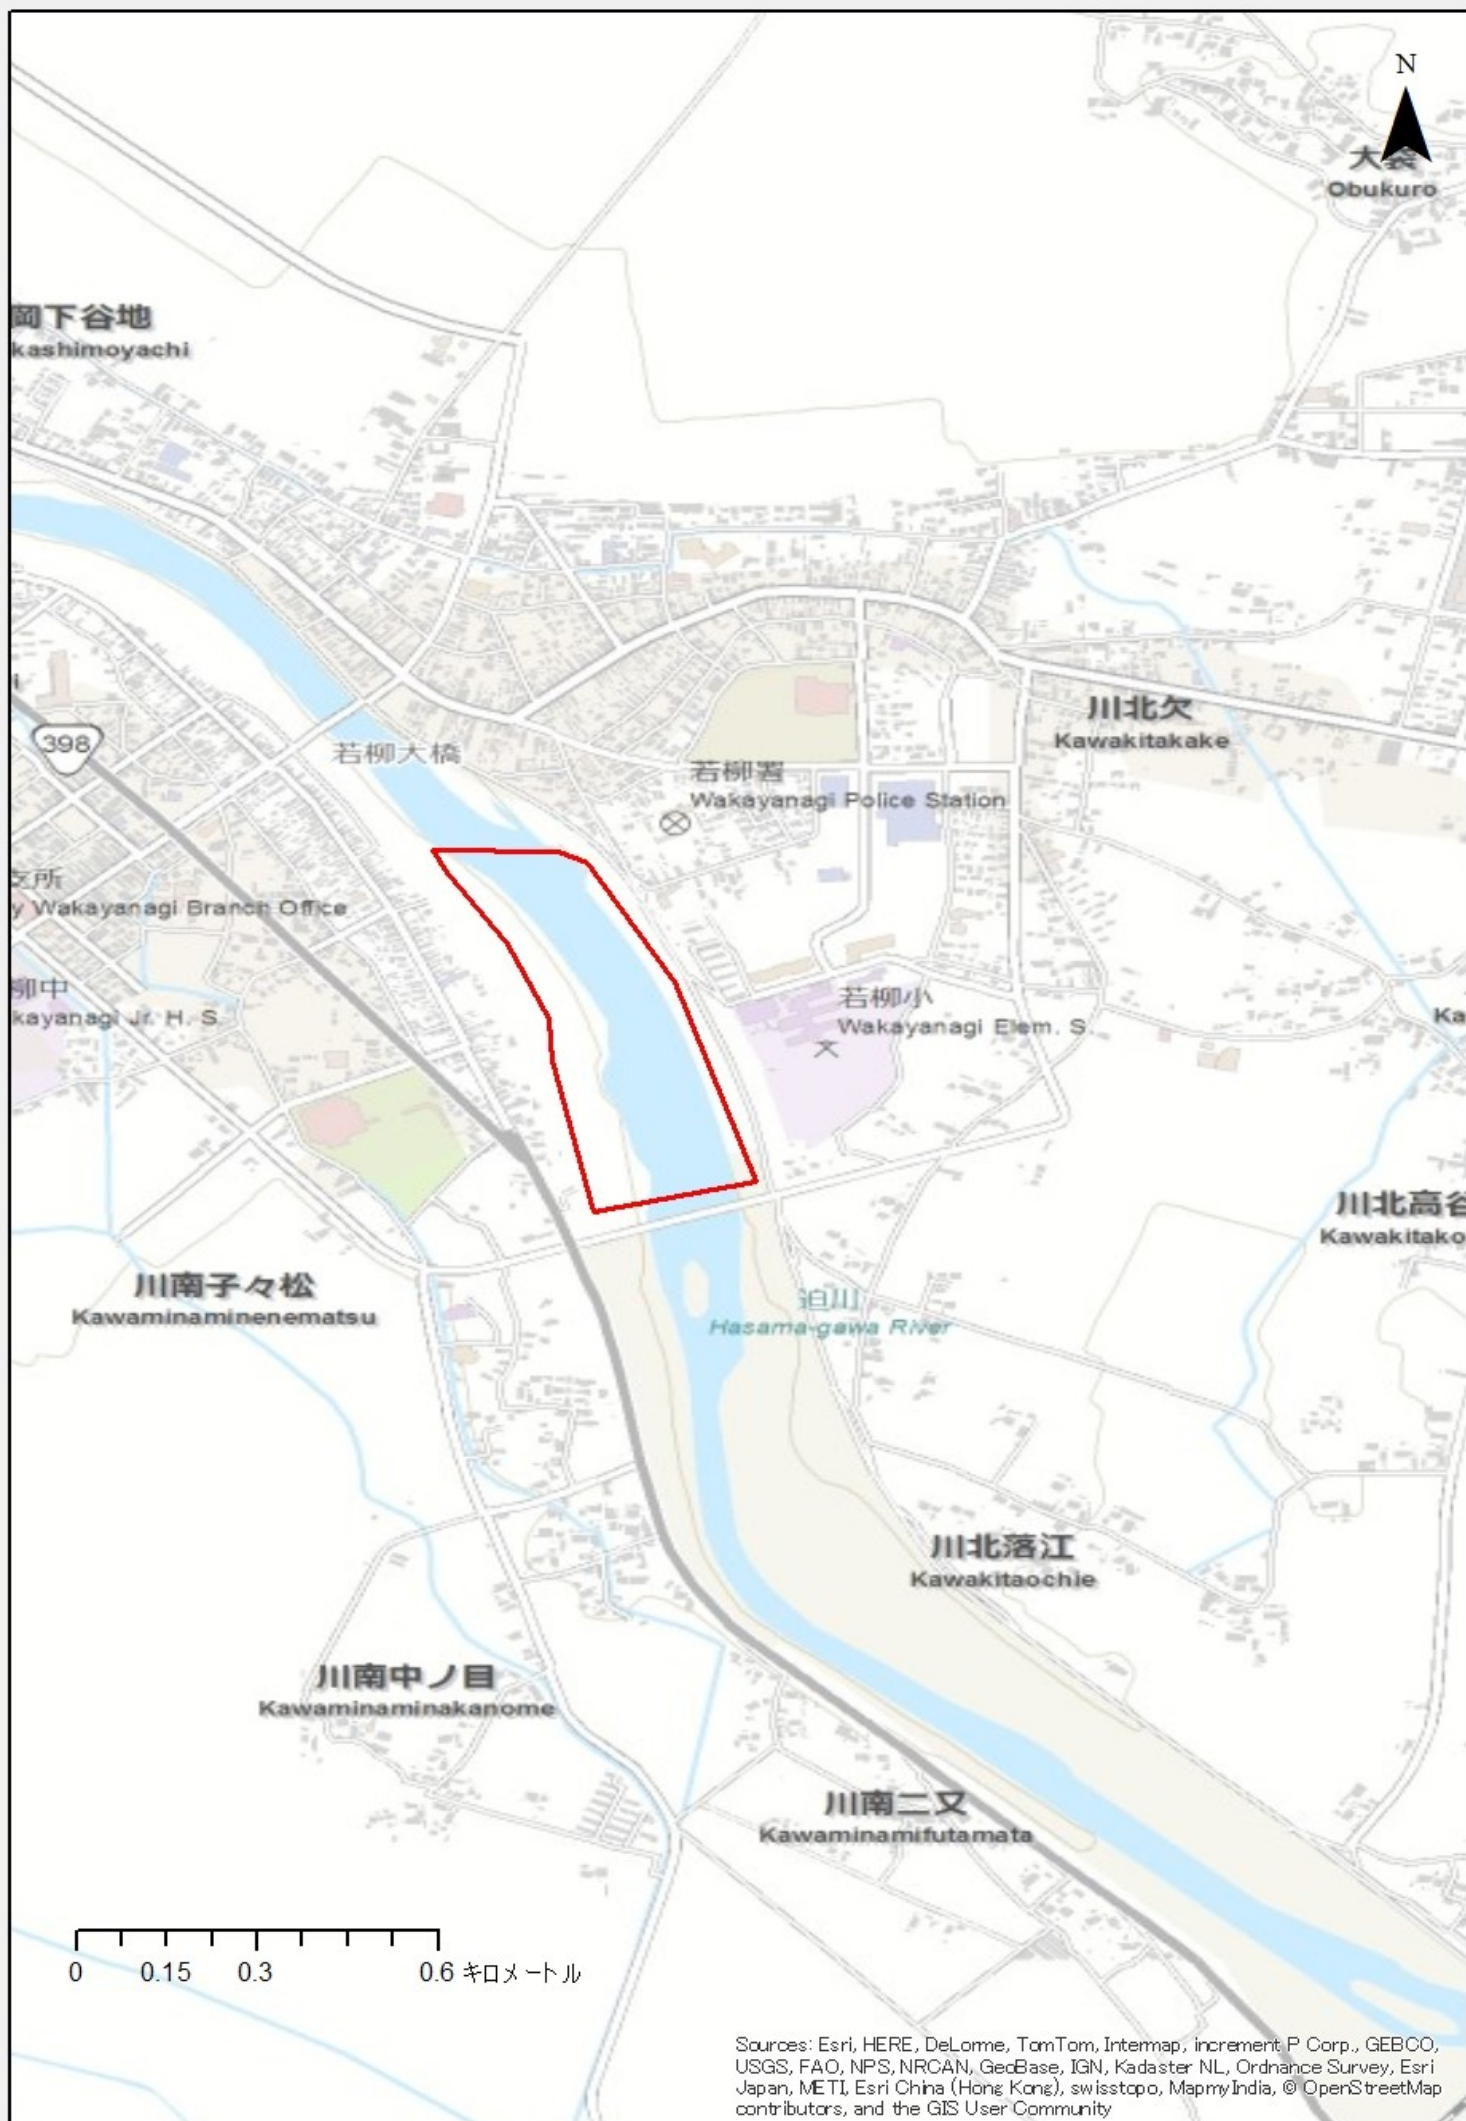 N
大袋
Obukuro
岡下谷地
kashimoyachi
川北欠
Kawakitakake
398
若柳大橋
若柳署
Wakayanagi Police Station
支所
y Wakayanagi Branch Office
柳中
kayanagi Jr. H. S.
若柳小
Wakayanagi Elem. S.
Ka
川北高谷
Kawakitako
川南子々松
Kawaminaminenematsu
迫川
Hasama-gawa River
川北落江
Kawakitaochie
川南中ノ目
Kawaminaminakanome
川南二又
Kawaminamifutamata
0 0.15 0.3 0.6 キロメートル
Sources: Esri, HERE, DeLorme, TomTom, Intermap, increment P Corp., GEBCO,
USGS, FAO, NPS, NRCAN, GeoBase, IGN, Kadaster NL, Ordnance Survey, Esri
Japan, METI, Esri China (Hong Kong), swisstopo, MapmyIndia, © OpenStreetMap
contributors, and the GIS User Community